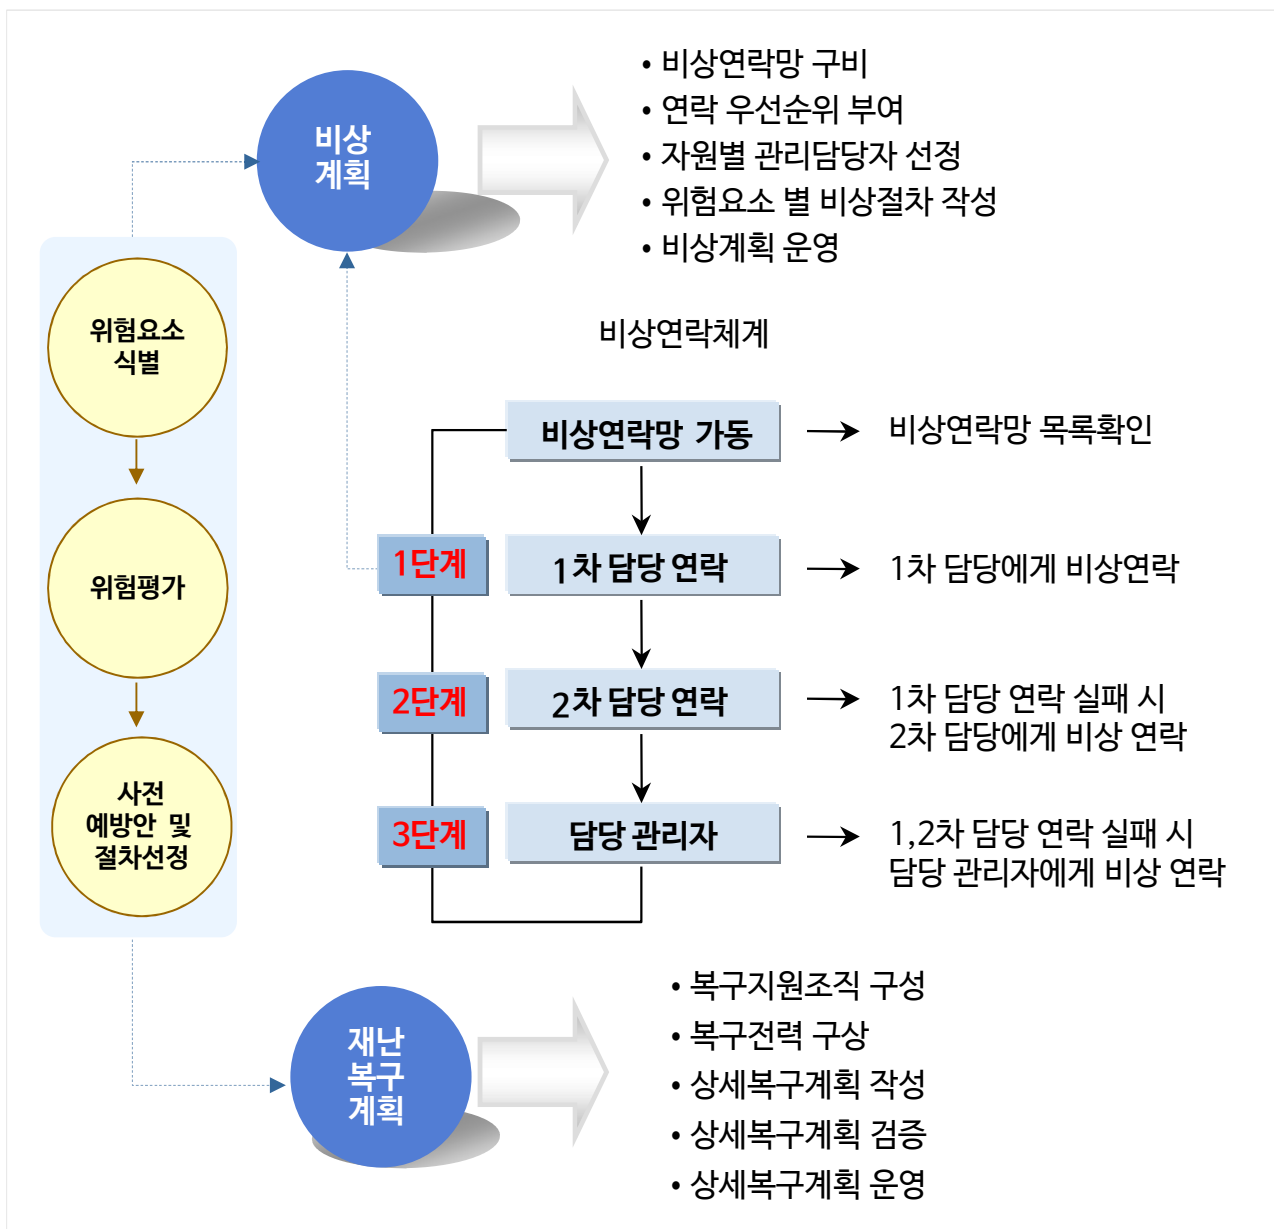 비상
계획
• 비상연락망 구비
• 연락 우선순위 부여
• 자원별 관리담당자 선정
• 위험요소 별 비상절차 작성
• 비상계획 운영
위험요소
식별
위험평가
사전
예방안 및
절차선정
비상연락체계
비상연락망 가동
비상연락망 목록확인
1단계
1차 담당 연락
1차 담당에게 비상연락
2단계
2차 담당 연락
1차 담당 연락 실패 시
2차 담당에게 비상 연락
3단계
담당 관리자
1,2차 담당 연락 실패 시
담당 관리자에게 비상 연락
재난
복구
계획
• 복구지원조직 구성
• 복구전력 구상
• 상세복구계획 작성
• 상세복구계획 검증
• 상세복구계획 운영